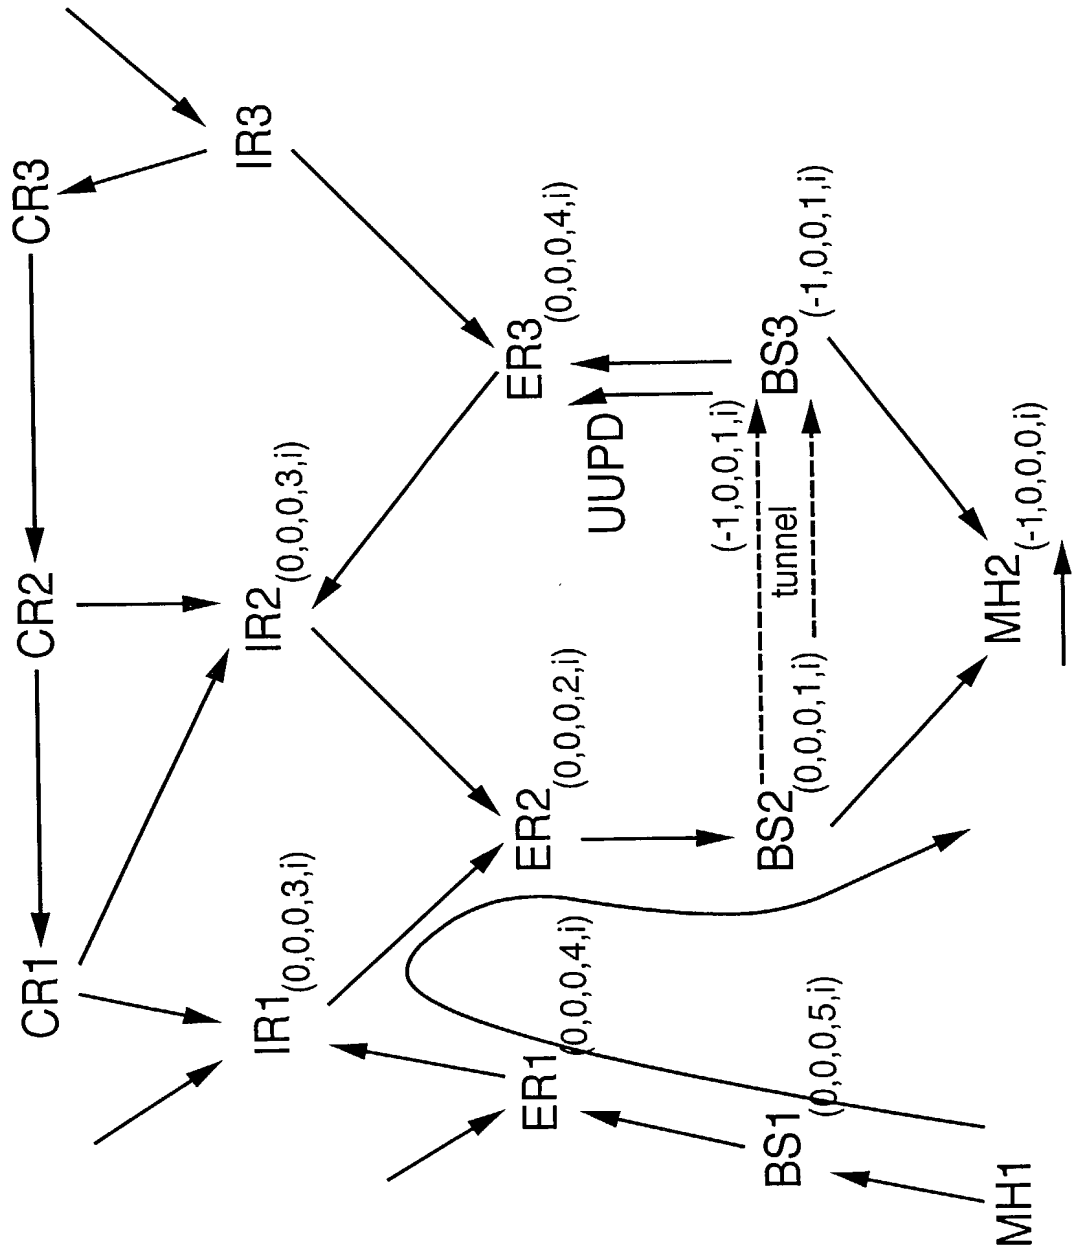 CR1
CR2
CR3
IR1 (0,0,0,3,i)
IR2 (0,0,0,3,i)
IR3
ER1 (0,0,0,4,i)
ER2 (0,0,0,2,i)
ER3 (0,0,0,4,i)
UUPD
BS1 (0,0,0,5,i)
BS2 (0,0,0,1,i)
(-1,0,0,1,i)
tunnel
BS3 (-1,0,0,1,i)
MH1
MH2 (-1,0,0,0,i)